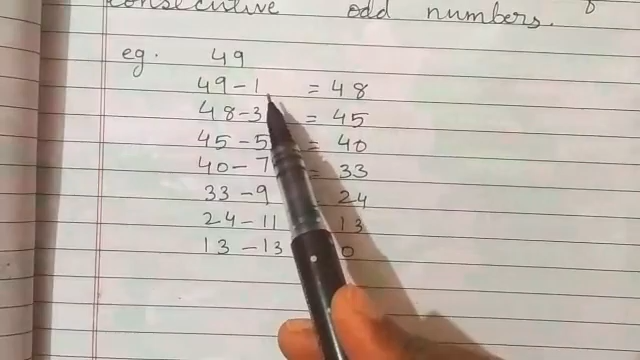 consecutive odd numbers.
eg. 49
49 - 1 = 48
48 - 3 = 45
45 - 5 = 40
40 - 7 = 33
33 - 9 24
24 - 11 13
13 - 13 0